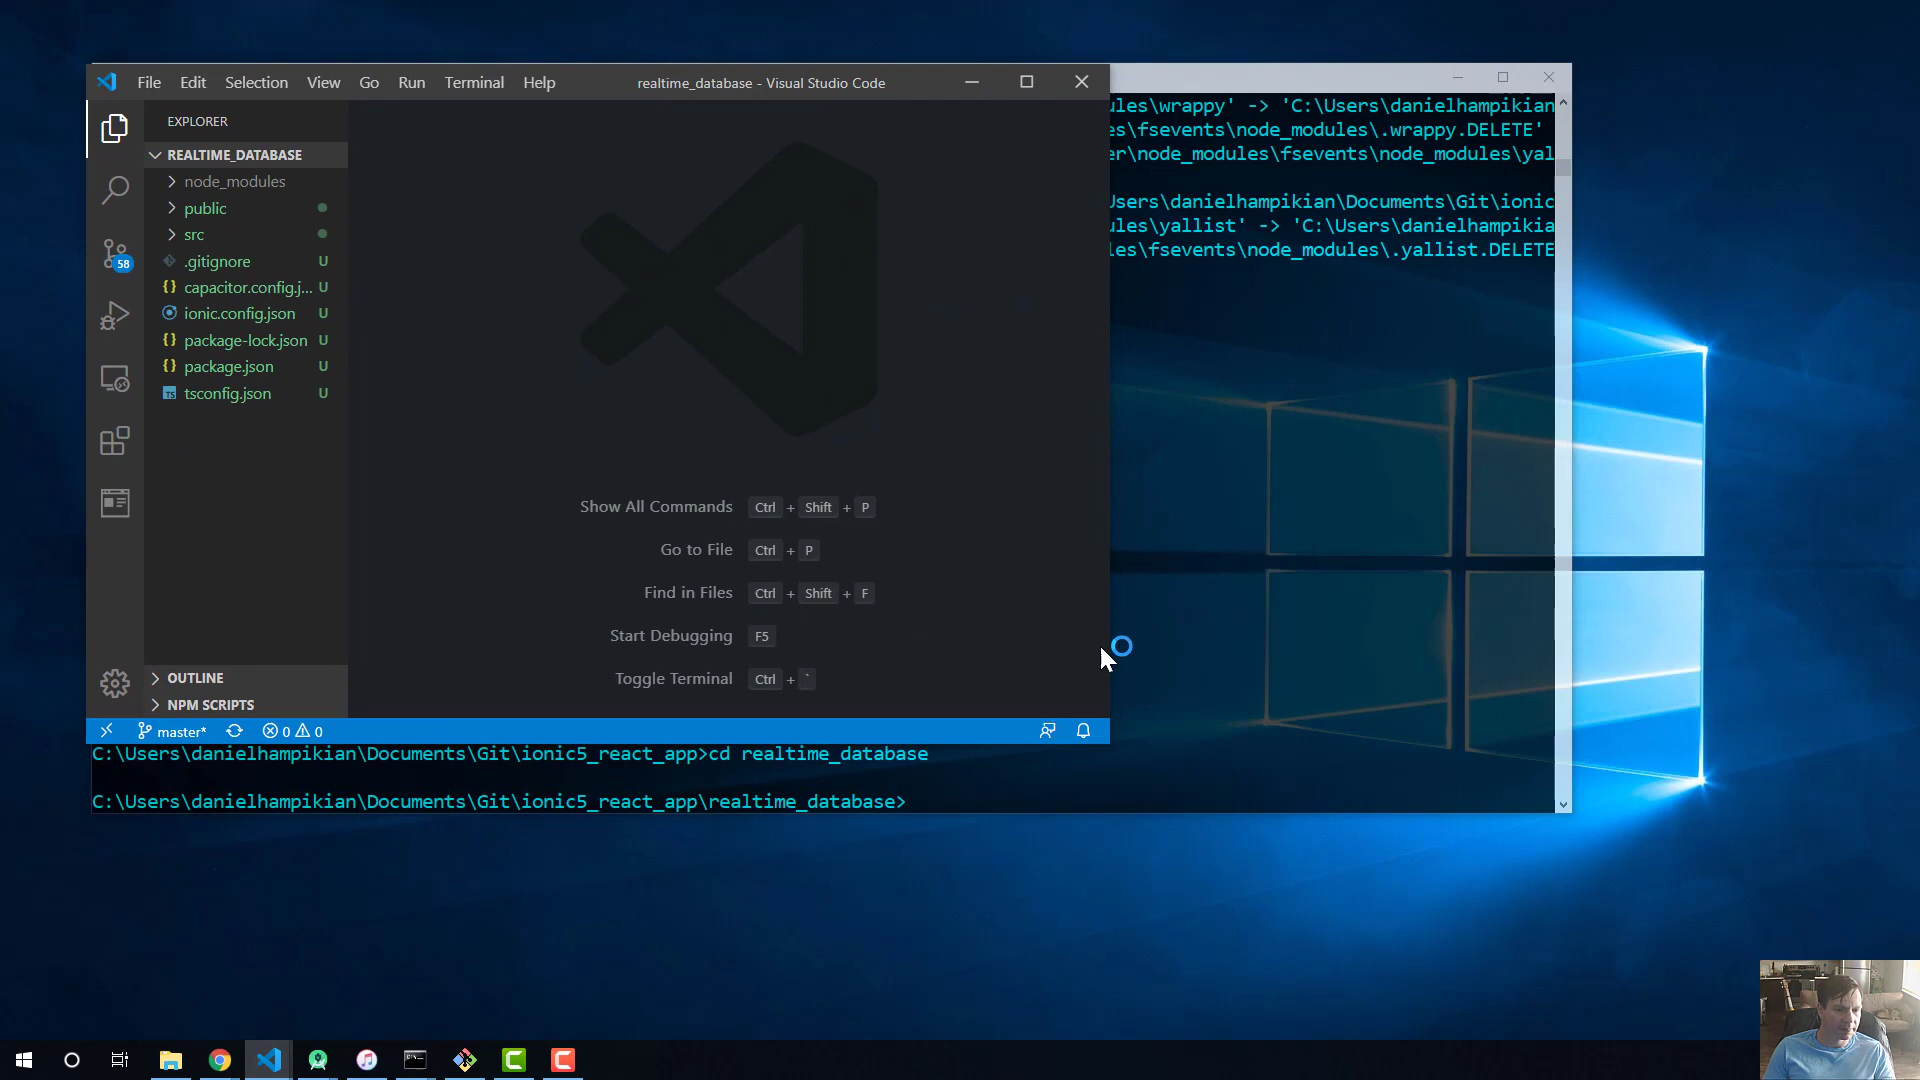 File Edit Selection View Go Run Terminal Help
realtime_database - Visual Studio Code
EXPLORER
REALTIME_DATABASE
node_modules
public
src
.gitignore U
capacitor.config.j... U
ionic.config.json U
package-lock.json U
package.json U
tsconfig.json U
58
OUTLINE
NPM SCRIPTS
Show All Commands Ctrl + Shift + P
Go to File Ctrl + P
Find in Files Ctrl + Shift + F
Start Debugging F5
Toggle Terminal Ctrl + `
master* 0 0
ules\wrappy' -> 'C:\Users\danielhampikian
es\fsevents\node_modules\.wrappy.DELETE'
er\node_modules\fsevents\node_modules\yal
Users\danielhampikian\Documents\Git\ionic
ules\yallist' -> 'C:\Users\danielhampikia
les\fsevents\node_modules\.yallist.DELETE
C:\Users\danielhampikian\Documents\Git\ionic5_react_app>cd realtime_database
C:\Users\danielhampikian\Documents\Git\ionic5_react_app\realtime_database>